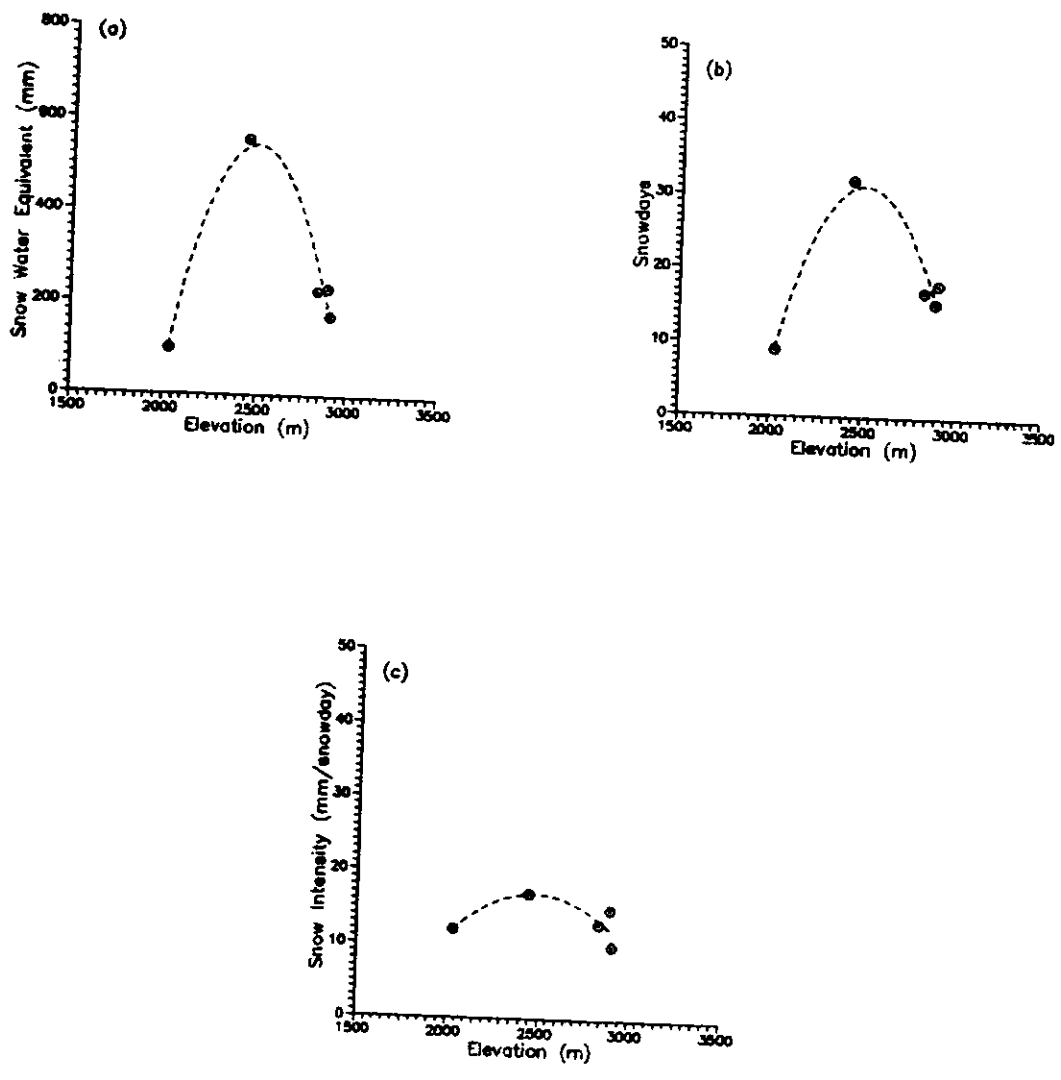 (a)
Snow Water Equivalent (mm)
800
600
400
200
0
1500 2000 2500 3000 3500
Elevation (m)
(b)
Snowdays
50
40
30
20
10
0
1500 2000 2500 3000 3500
Elevation (m)
(c)
Snow Intensity (mm/snowday)
50
40
30
20
10
0
1500 2000 2500 3000 3500
Elevation (m)